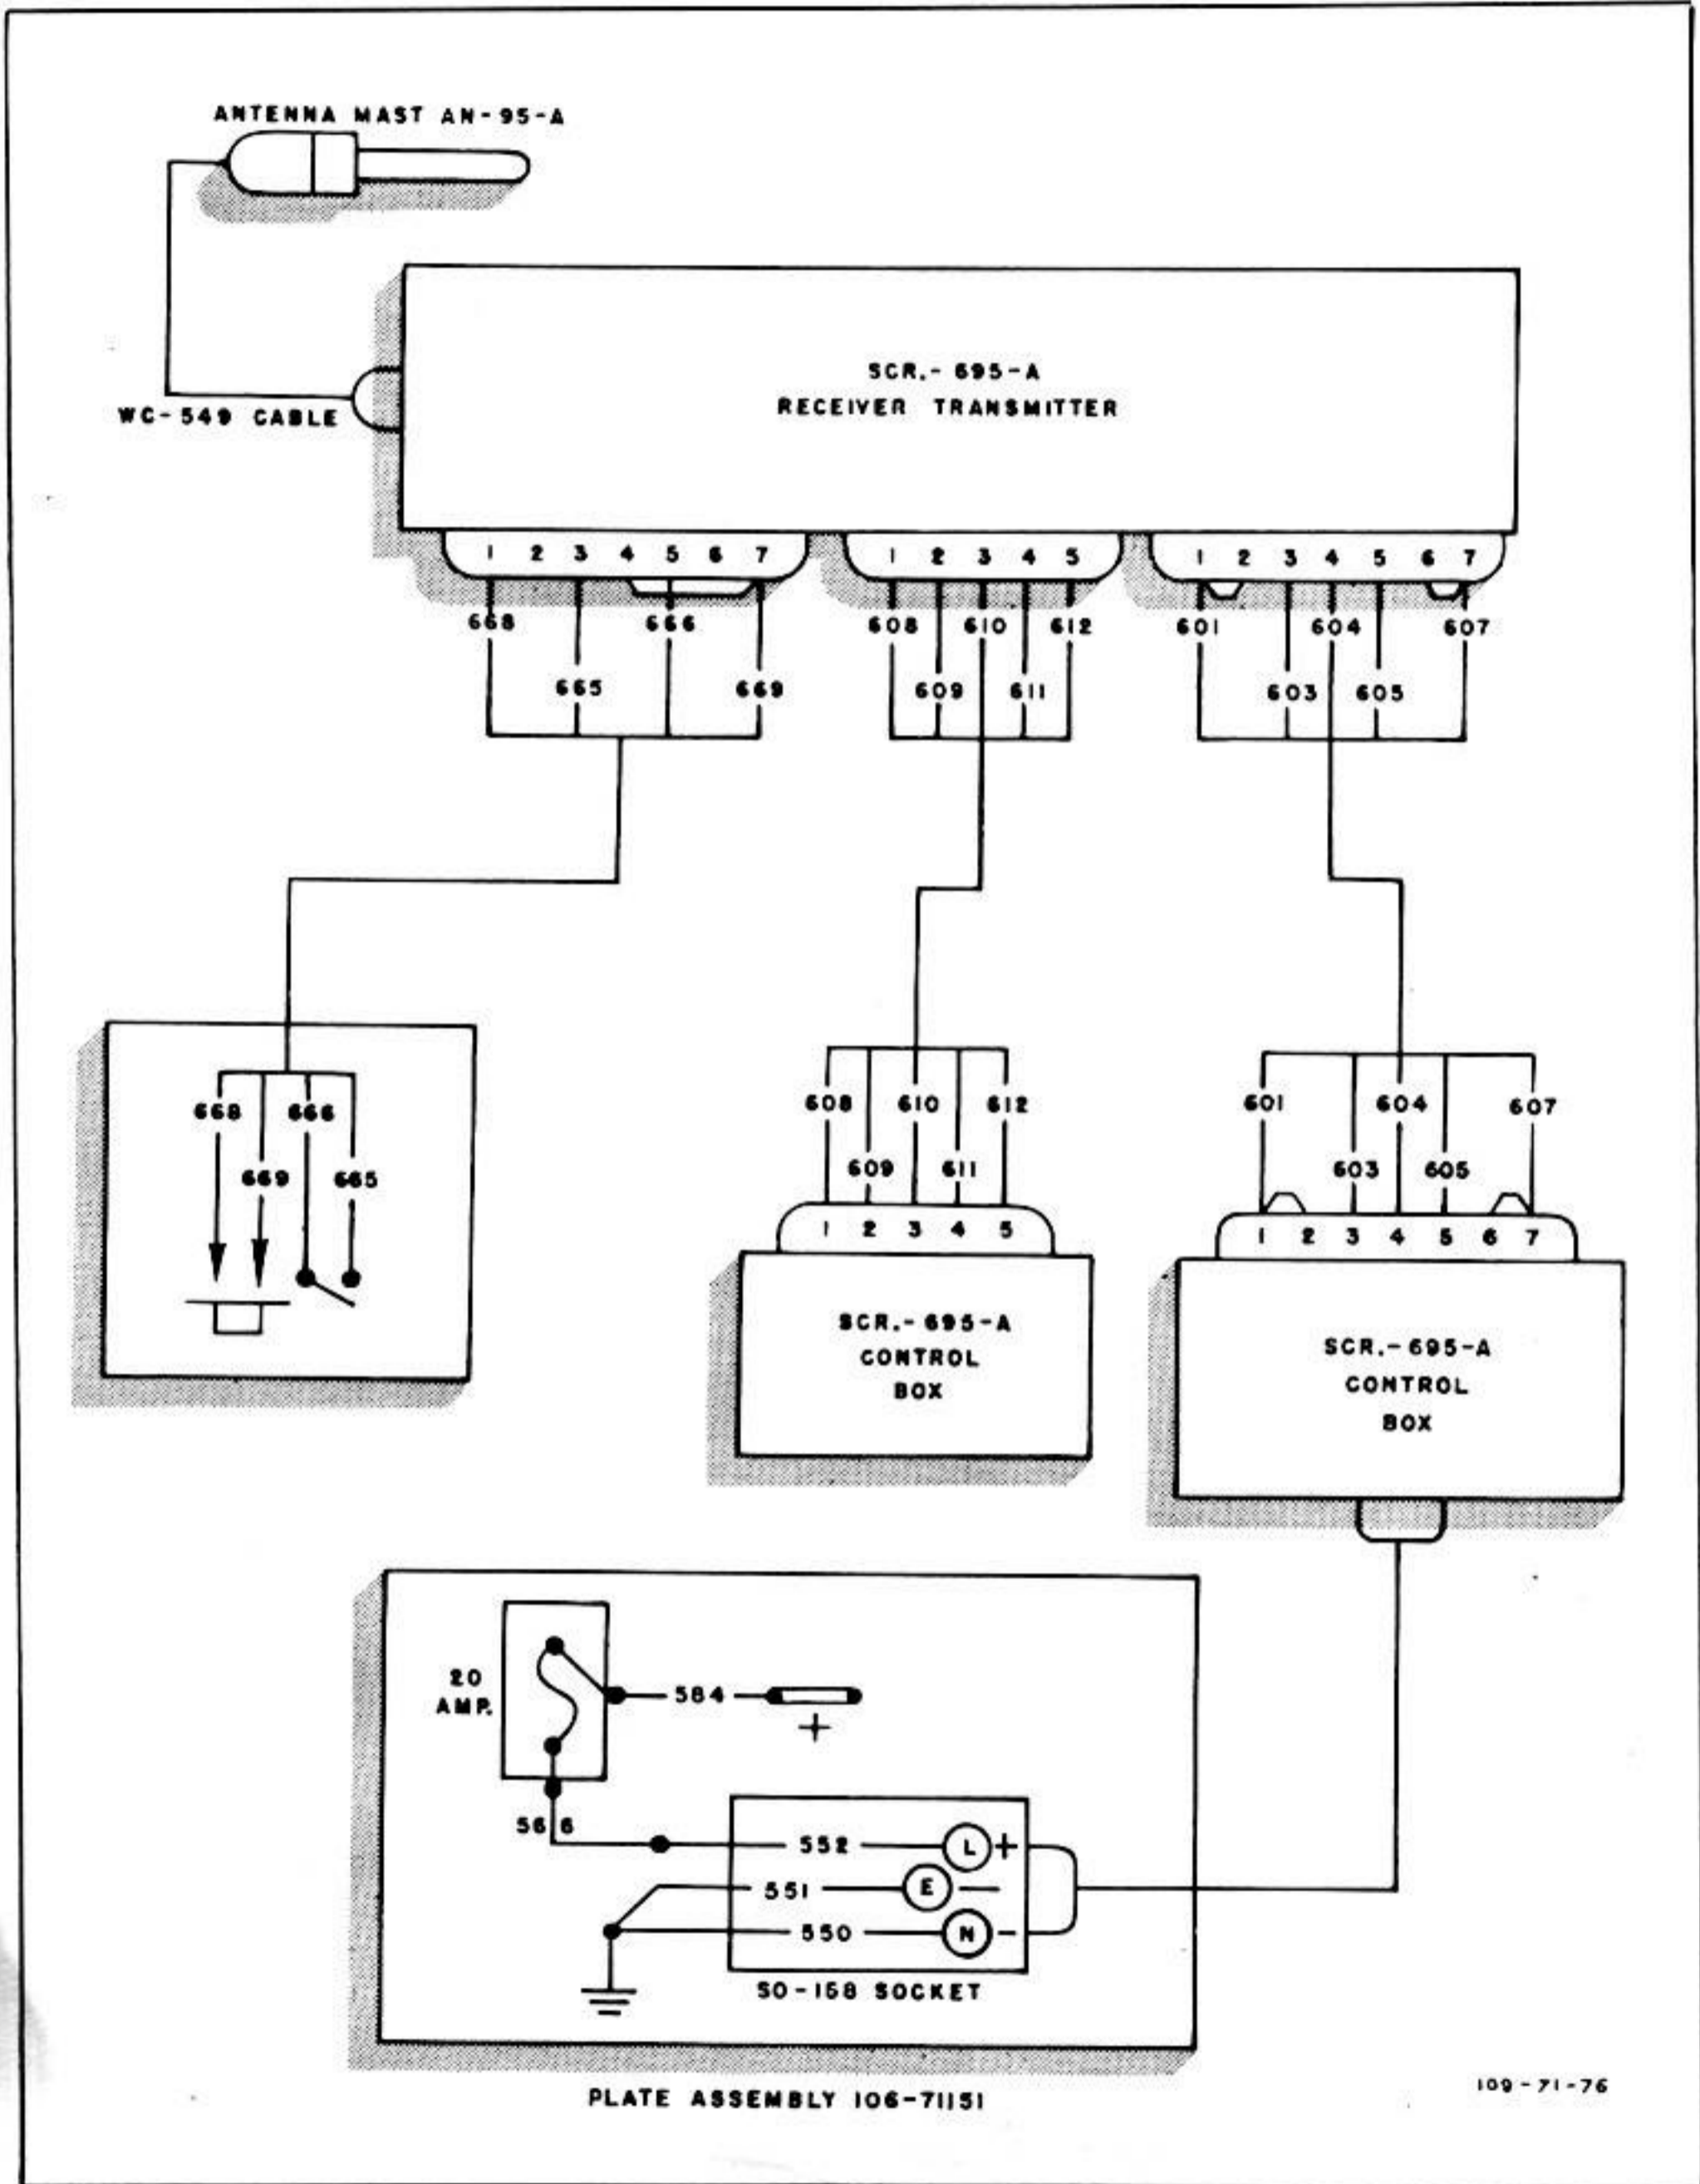 ANTENNA MAST AN-95-A
SCR.-695-A
RECEIVER TRANSMITTER
WC-549 CABLE
1 2 3 4 5 6 7
1 2 3 4 5
1 2 3 4 5 6 7
668 666
608 610 612
601 604 607
665 669
609 611
603 605
668 666
669 665
608 610 612
609 611
1 2 3 4 5
601 604 607
603 605
1 2 3 4 5 6 7
SCR.-695-A
CONTROL
BOX
SCR.-695-A
CONTROL
BOX
20
AMP.
584
+
566
552 L +
551 E -
550 N -
SO-158 SOCKET
PLATE ASSEMBLY 106-71151
109-71-76